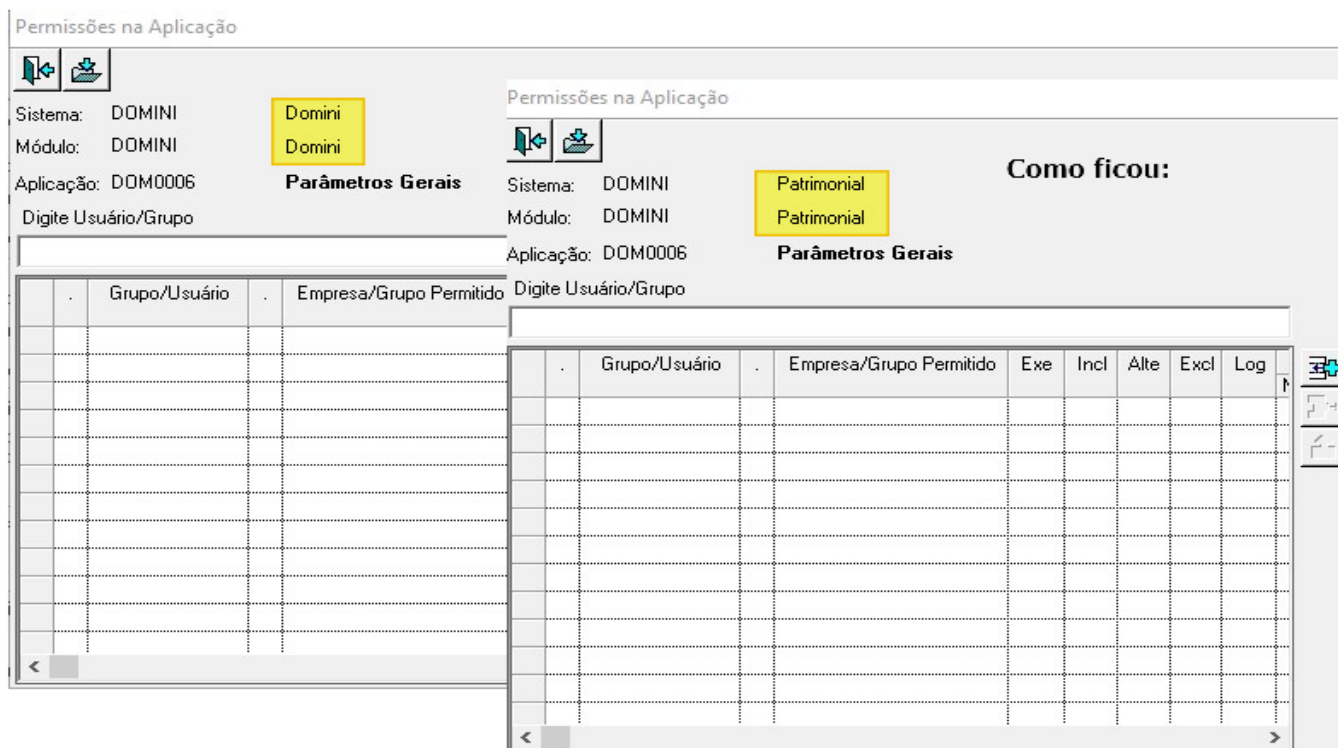 Permissões na Aplicação
Sistema: DOMINI Domini
Módulo: DOMINI Domini
Aplicação: DOM0006 Parâmetros Gerais
Digite Usuário/Grupo
. Grupo/Usuário . Empresa/Grupo Permitido
Permissões na Aplicação
Como ficou:
Sistema: DOMINI Patrimonial
Módulo: DOMINI Patrimonial
Aplicação: DOM0006 Parâmetros Gerais
Digite Usuário/Grupo
. Grupo/Usuário . Empresa/Grupo Permitido Exe Incl Alte Excl Log